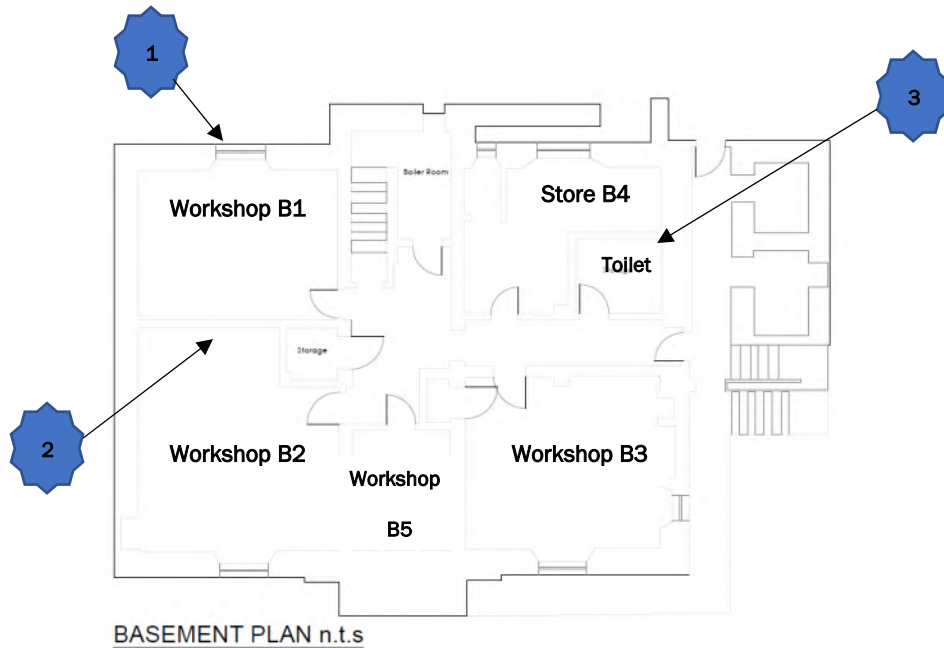 1
3
Boiler Room
Workshop B1
Store B4
Toilet
Storage
2
Workshop B2
Workshop B3
Workshop
B5
BASEMENT PLAN n.t.s